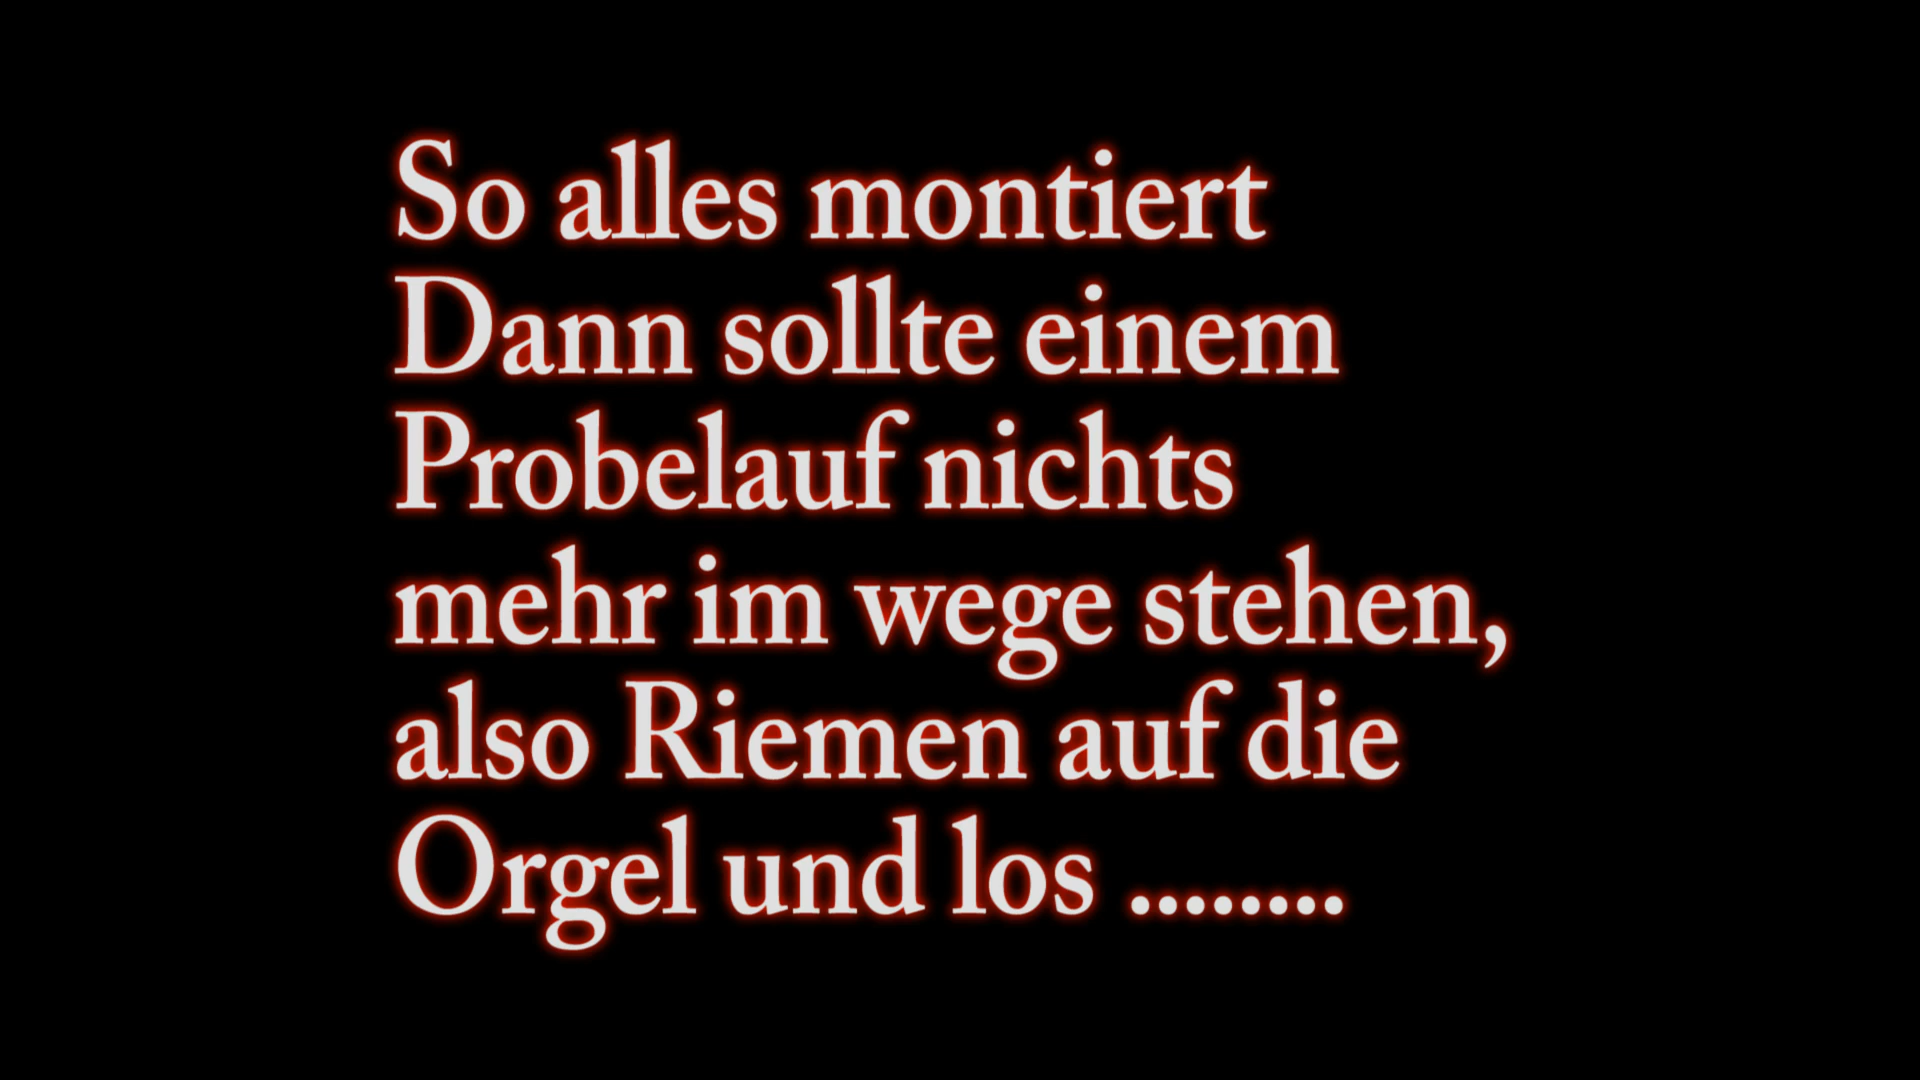 So alles montiert
Dann sollte einem
Probelauf nichts
mehr im wege stehen,
also Riemen auf die
Orgel und los ........